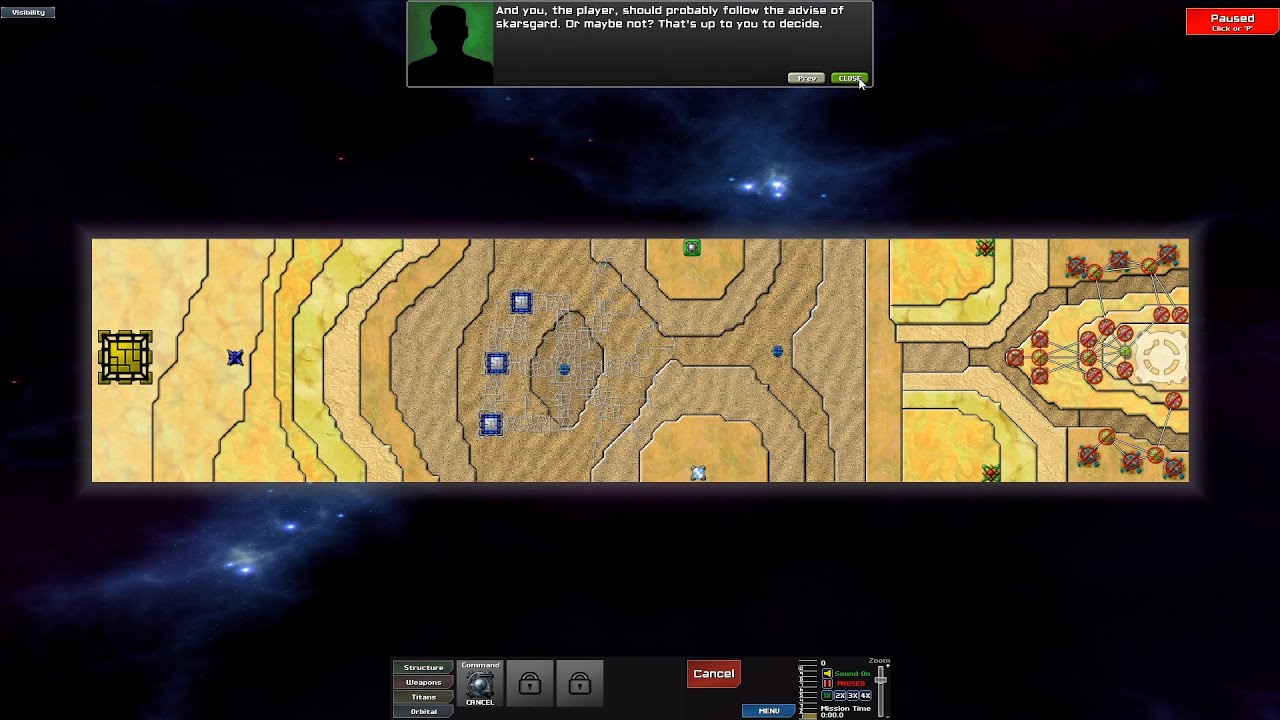 Visibility
And you, the player, should probably follow the advise of
skarsgard. Or maybe not? That's up to you to decide.
Prev
CLOSE
Paused
Click or 'P'
Structure
Weapons
Titans
Orbital
Command
CANCEL
Cancel
MENU
0
Sound On
PAUSED
1X 2X 3X 4X
Mission Time
0:00.0
Zoom
+
-